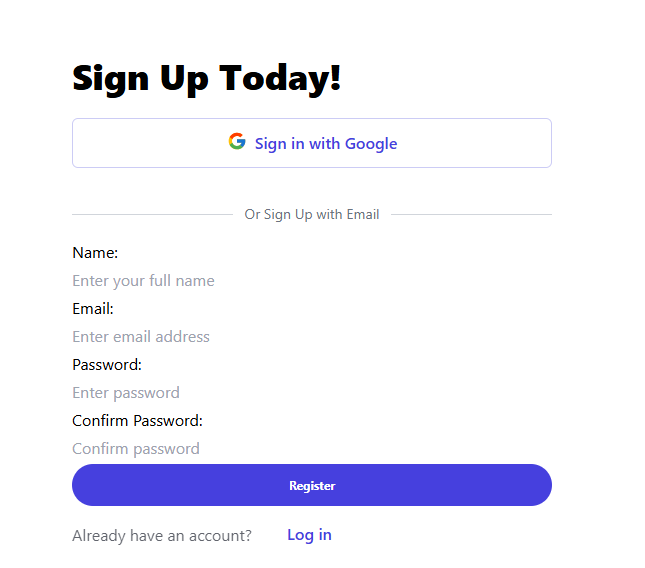 Sign Up Today!
Sign in with Google
Or Sign Up with Email
Name:
Enter your full name
Email:
Enter email address
Password:
Enter password
Confirm Password:
Confirm password
Register
Already have an account? Log in